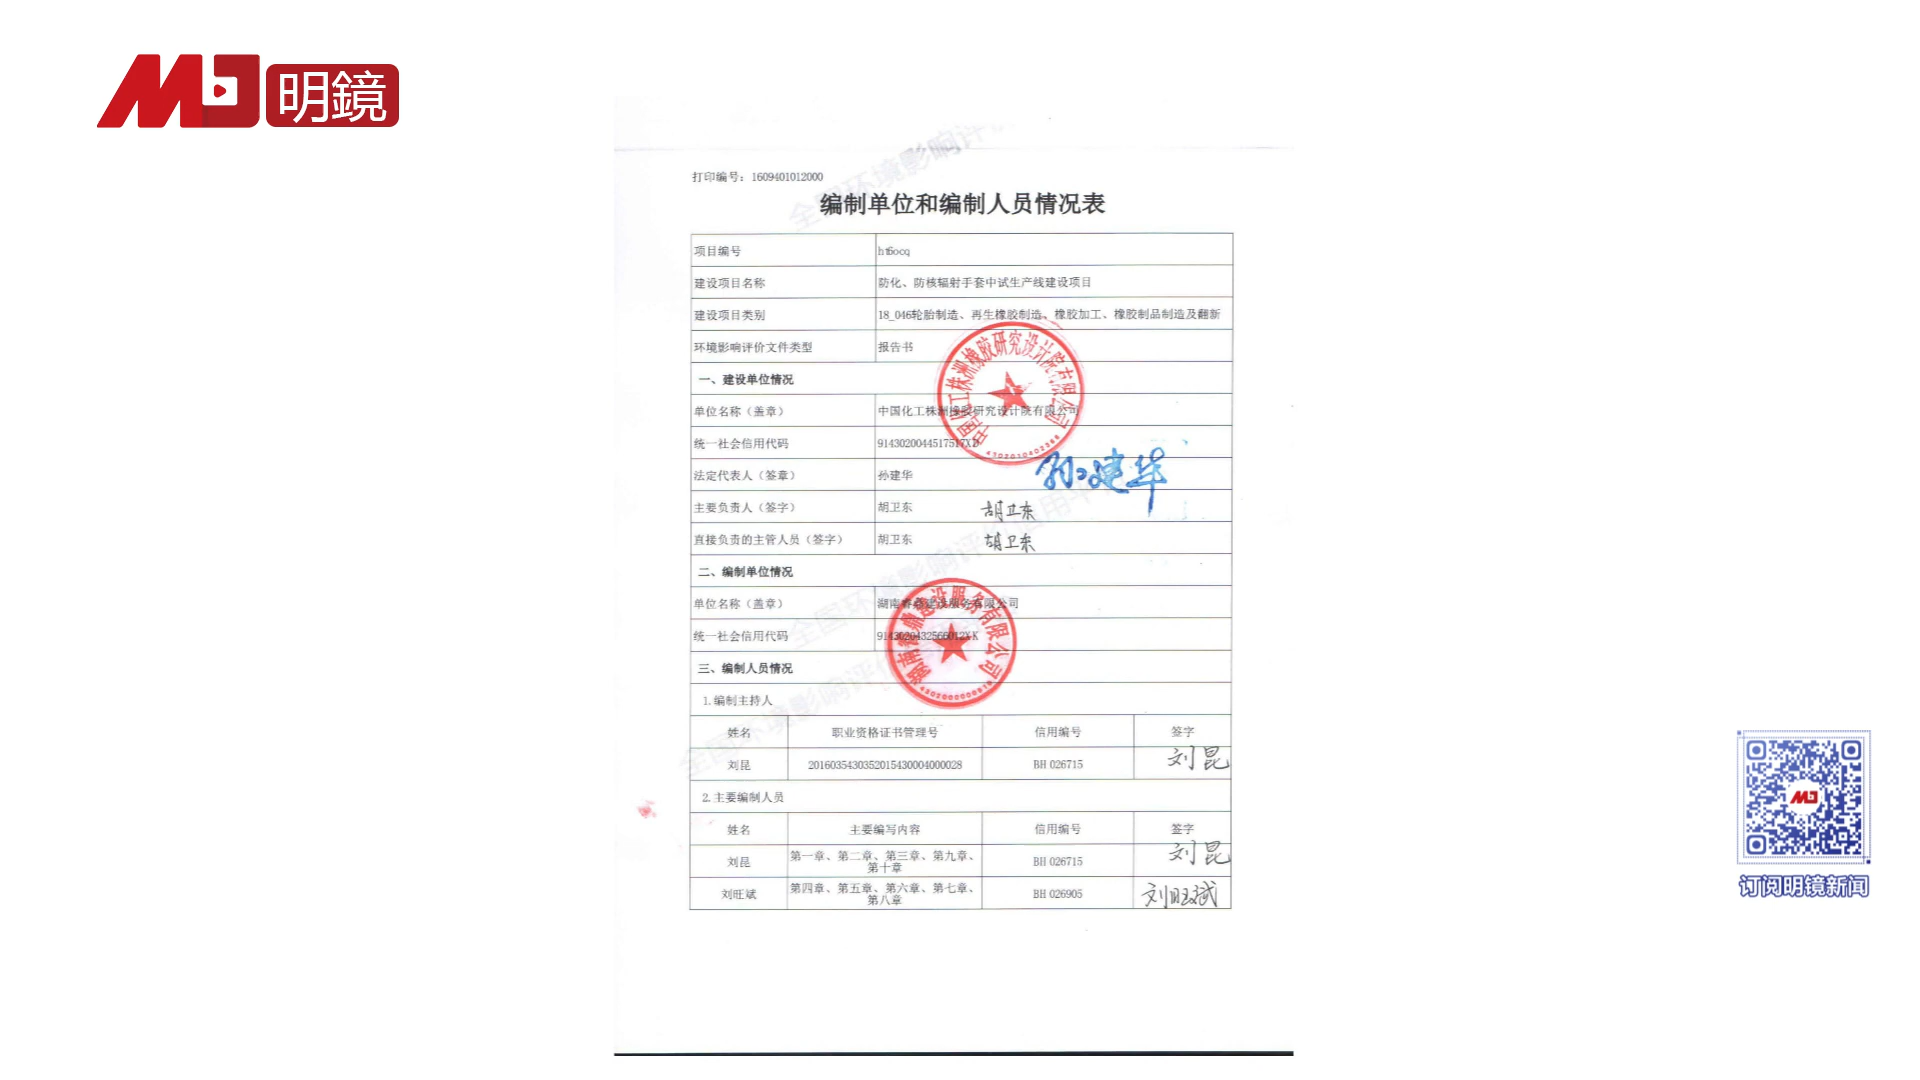 明鏡
打印编号：1609401012000
编制单位和编制人员情况表
项目编号 ht6ocq
建设项目名称 防化、防核辐射手套中试生产线建设项目
建设项目类别 18_046轮胎制造、再生橡胶制造、橡胶加工、橡胶制品制造及翻新
环境影响评价文件类型 报告书
一、建设单位情况
单位名称（盖章） 中国化工株洲橡胶研究设计院有限公司
统一社会信用代码 91430200445175171XD
法定代表人（签章） 孙建华 孙建华
主要负责人（签字） 胡卫东 胡卫东
直接负责的主管人员（签字） 胡卫东 胡卫东
二、编制单位情况
单位名称（盖章） 湖南睿鼎建设服务有限公司
统一社会信用代码
三、编制人员情况
1.编制主持人
姓名 职业资格证书管理号 信用编号 签字
刘昆 2016035430352015430004000028 BH 026715 刘昆
2.主要编制人员
姓名 主要编写内容 信用编号 签字
刘昆 第一章、第二章、第三章、第九章、第十章 BH 026715 刘昆
刘旺斌 第四章、第五章、第六章、第七章、第八章 BH 026905 刘旺斌
订阅明镜新闻